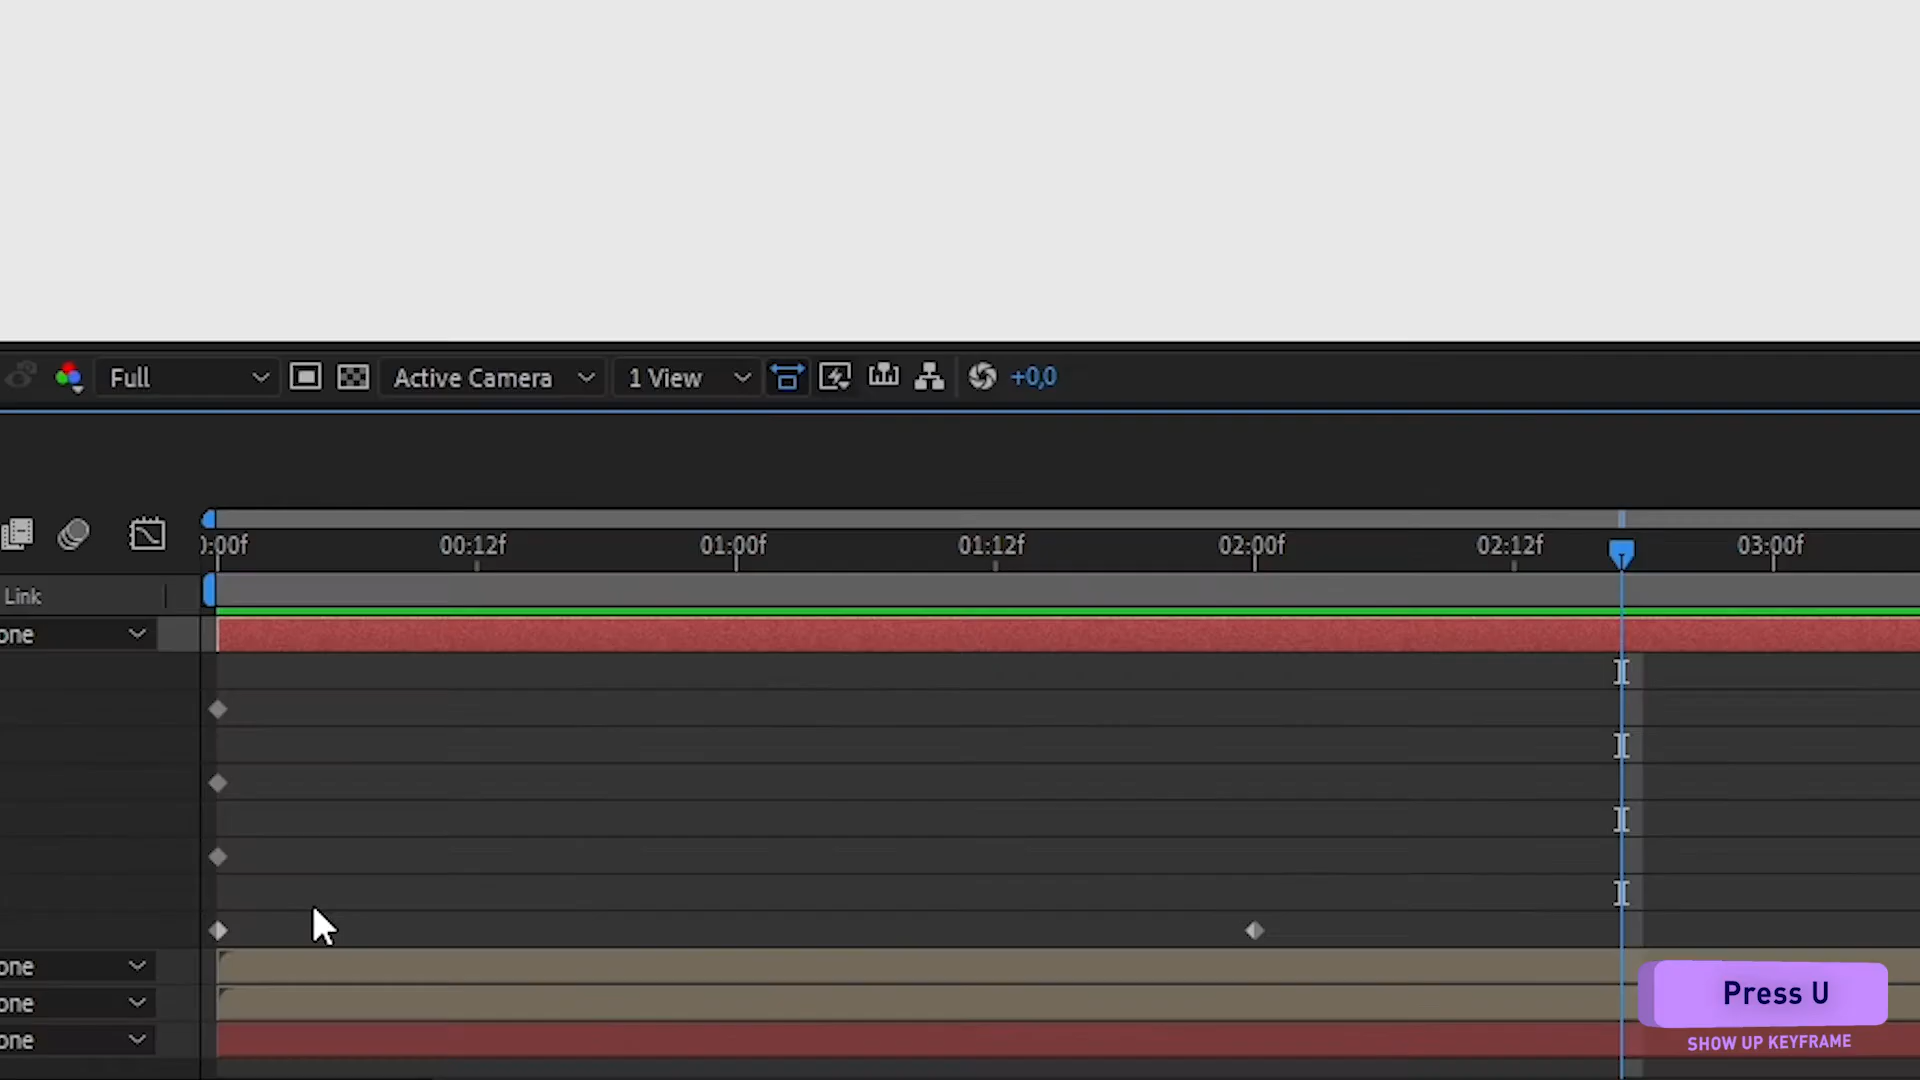 Full Active Camera 1 View +0,0
0:00f 00:12f 01:00f 01:12f 02:00f 02:12f 03:00f
Link
one
one
one
one
Press U
SHOW UP KEYFRAME